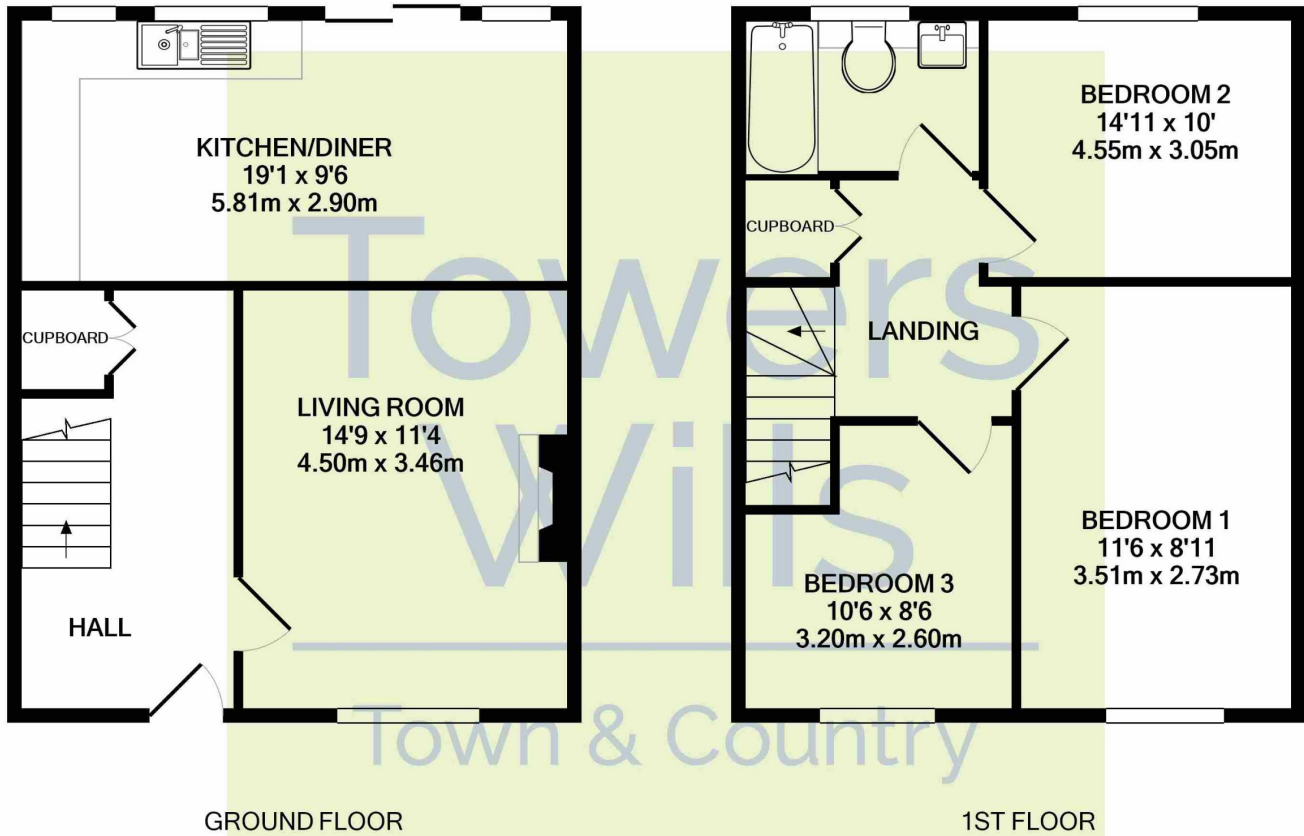 KITCHEN/DINER
19'1 x 9'6
5.81m x 2.90m
CUPBOARD
LIVING ROOM
14'9 x 11'4
4.50m x 3.46m
HALL
GROUND FLOOR
BEDROOM 2
14'11 x 10'
4.55m x 3.05m
CUPBOARD
LANDING
BEDROOM 1
11'6 x 8'11
3.51m x 2.73m
BEDROOM 3
10'6 x 8'6
3.20m x 2.60m
1ST FLOOR
Towers
Wills
Town & Country